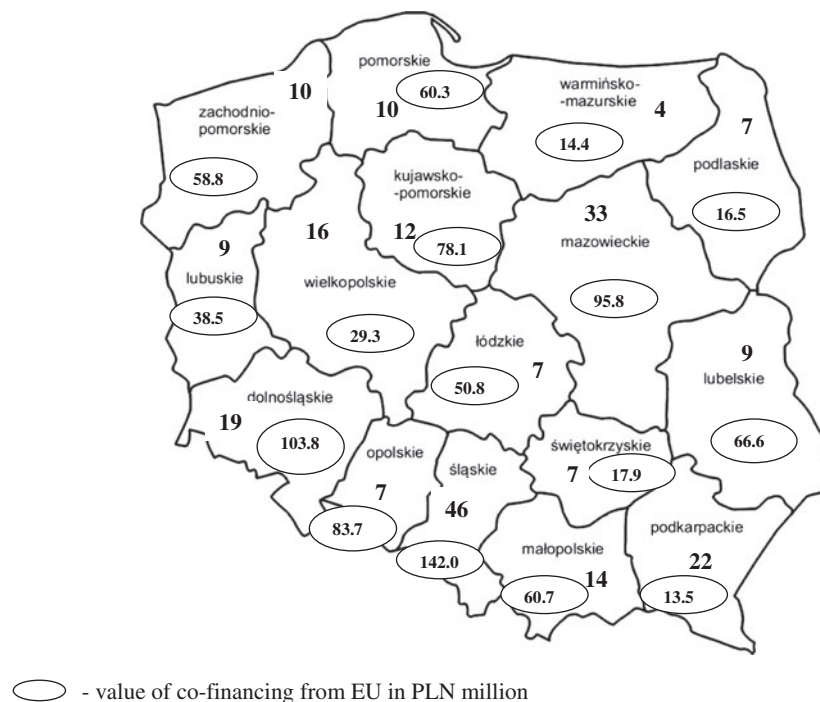 pomorskie
60.3
10
10
zachodnio-
pomorskie
58.8
warmińsko-
mazurskie
4
14.4
7
podlaskie
16.5
kujawsko-
-pomorskie
12
78.1
33
mazowieckie
95.8
16
wielkopolskie
29.3
9
lubuskie
38.5
łódzkie
7
50.8
9
lubelskie
66.6
dolnośląskie
19
103.8
opolskie
7
83.7
śląskie
46
142.0
świętokrzyskie
7
17.9
małopolskie
14
60.7
podkarpackie
22
13.5
- value of co-financing from EU in PLN million